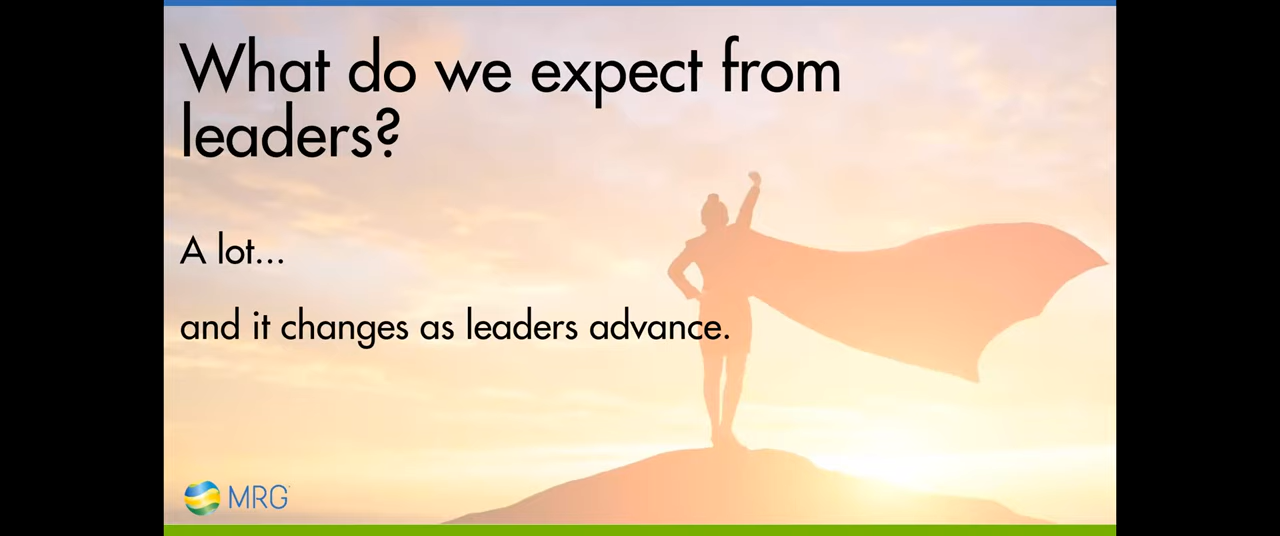 What do we expect from
leaders?
A lot...
and it changes as leaders advance.
MRG